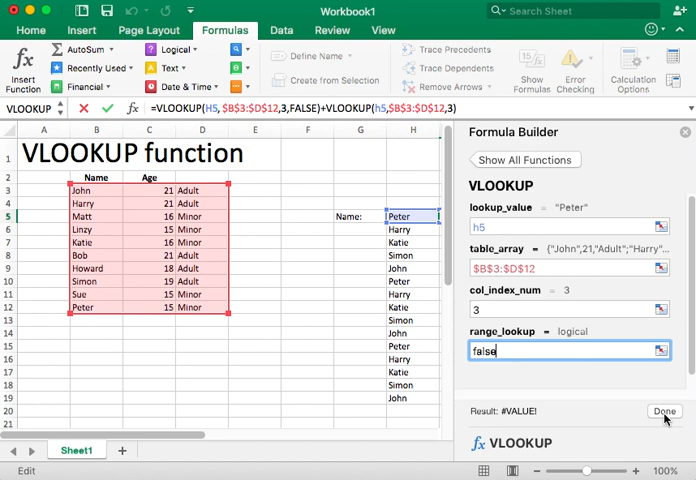 Workbook1
Search Sheet
Home Insert Page Layout Formulas Data Review View
AutoSum Logical Define Name Trace Precedents
Recently Used Text Create from Selection Trace Dependents
Financial Date & Time Remove Arrows
Insert Function
Show Formulas
Error Checking
Calculation Options
VLOOKUP fx =VLOOKUP(H5, $B$3:$D$12,3,FALSE)+VLOOKUP(h5,$B$3:$D$12,3)
A B C D E F G H
1 VLOOKUP function
2 Name Age
3 John 21 Adult
4 Harry 21 Adult
5 Matt 16 Minor Name: Peter
6 Linzy 15 Minor Harry
7 Katie 16 Minor Katie
8 Bob 21 Adult Simon
9 Howard 18 Adult John
10 Simon 19 Adult Peter
11 Sue 15 Minor Harry
12 Peter 15 Minor Katie
13 Simon
14 John
15 Peter
16 Harry
17 Katie
18 Simon
19 John
20
21
Sheet1 +
Edit
100%
Formula Builder
Show All Functions
VLOOKUP
lookup_value = "Peter"
h5
table_array = {"John",21,"Adult";"Harry"...
$B$3:$D$12
col_index_num = 3
3
range_lookup = logical
false
Result: #VALUE!
Done
fx VLOOKUP